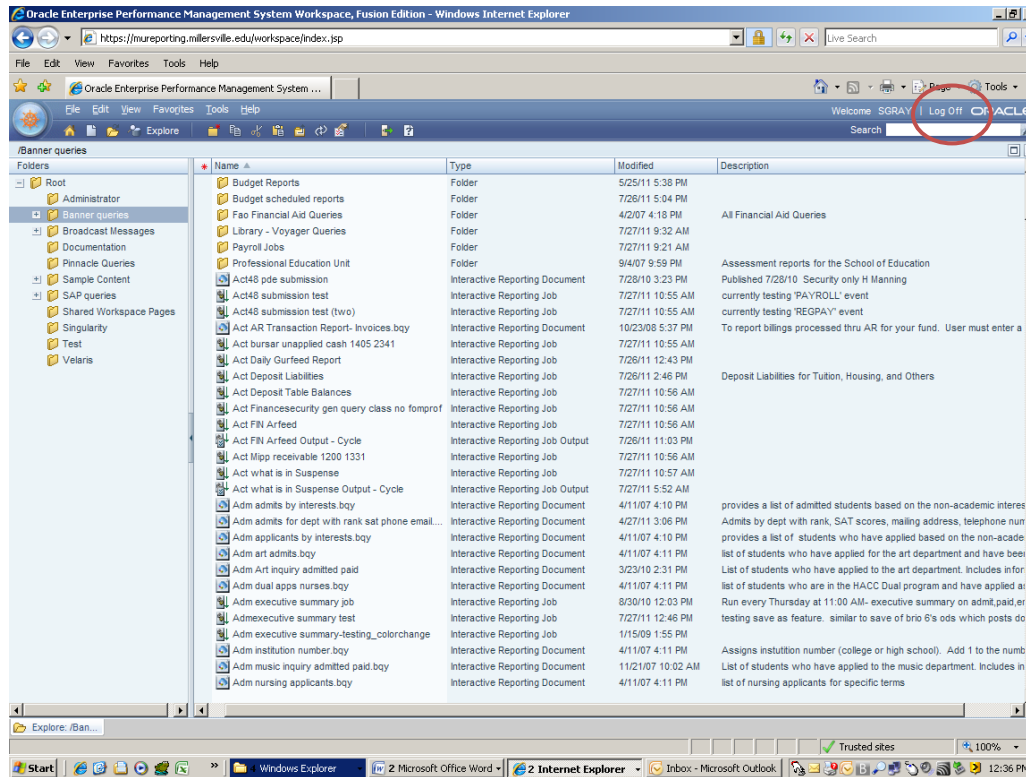 Oracle Enterprise Performance Management System Workspace, Fusion Edition - Windows Internet Explorer
https://mureporting.millersville.edu/workspace/index.jsp Live Search
File Edit View Favorites Tools Help
Oracle Enterprise Performance Management System ... Page Tools
File Edit View Favorites Tools Help Welcome SGRAY | Log Off ORACLE
Explore Search
/Banner queries
Folders Name Type Modified Description
Root Budget Reports Folder 5/25/11 5:38 PM
Administrator Budget scheduled reports Folder 7/26/11 5:04 PM
Banner queries Fao Financial Aid Queries Folder 4/2/07 4:18 PM All Financial Aid Queries
Broadcast Messages Library - Voyager Queries Folder 7/27/11 9:32 AM
Documentation Payroll Jobs Folder 7/27/11 9:21 AM
Pinnacle Queries Professional Education Unit Folder 9/4/07 9:59 PM Assessment reports for the School of Education
Sample Content Act48 pde submission Interactive Reporting Document 7/28/10 3:23 PM Published 7/28/10 Security only H Manning
SAP queries Act48 submission test Interactive Reporting Job 7/27/11 10:55 AM currently testing 'PAYROLL' event
Shared Workspace Pages Act48 submission test (two) Interactive Reporting Job 7/27/11 10:55 AM currently testing 'REGPAY' event
Singularity Act AR Transaction Report- Invoices.bqy Interactive Reporting Document 10/23/08 5:37 PM To report billings processed thru AR for your fund. User must enter a
Test Act bursar unapplied cash 1405 2341 Interactive Reporting Job 7/27/11 10:55 AM
Velaris Act Daily Gurfeed Report Interactive Reporting Job 7/26/11 12:43 PM
Act Deposit Liabilities Interactive Reporting Job 7/26/11 2:46 PM Deposit Liabilities for Tuition, Housing, and Others
Act Deposit Table Balances Interactive Reporting Job 7/27/11 10:56 AM
Act Financesecurity gen query class no fomprof Interactive Reporting Job 7/27/11 10:56 AM
Act FIN Arfeed Interactive Reporting Job 7/27/11 10:56 AM
Act FIN Arfeed Output - Cycle Interactive Reporting Job Output 7/26/11 11:03 PM
Act Mipp receivable 1200 1331 Interactive Reporting Job 7/27/11 10:56 AM
Act what is in Suspense Interactive Reporting Job 7/27/11 10:57 AM
Act what is in Suspense Output - Cycle Interactive Reporting Job Output 7/27/11 5:52 AM
Adm admits by interests.bqy Interactive Reporting Document 4/11/07 4:10 PM provides a list of admitted students based on the non-academic interes
Adm admits for dept with rank sat phone email.... Interactive Reporting Document 4/27/11 3:06 PM Admits by dept with rank, SAT scores, mailing address, telephone num
Adm applicants by interests.bqy Interactive Reporting Document 4/11/07 4:10 PM provides a list of students who have applied based on the non-acade
Adm art admits.bqy Interactive Reporting Document 4/11/07 4:11 PM list of students who have applied for the art department and have been
Adm Art inquiry admitted paid Interactive Reporting Document 3/23/10 2:31 PM List of students who have applied to the art department. Includes infor
Adm dual apps nurses.bqy Interactive Reporting Document 4/11/07 4:11 PM list of students who are in the HACC Dual program and have applied as
Adm executive summary job Interactive Reporting Job 8/30/10 12:03 PM Run every Thursday at 11:00 AM- executive summary on admit,paid,er
Admexecutive summary test Interactive Reporting Job 7/27/11 12:46 PM testing save as feature. similar to save of brio 6's ods which posts do
Adm executive summary-testing_colorchange Interactive Reporting Job 1/15/09 1:55 PM
Adm institution number.bqy Interactive Reporting Document 4/11/07 4:11 PM Assigns instutition number (college or high school). Add 1 to the numb
Adm music inquiry admitted paid.bqy Interactive Reporting Document 11/21/07 10:02 AM List of students who have applied to the music department. Includes in
Adm nursing applicants.bqy Interactive Reporting Document 4/11/07 4:11 PM list of nursing applicants for specific terms
Explore: /Ban...
Trusted sites 100%
Start Windows Explorer 2 Microsoft Office Word 2 Internet Explorer Inbox - Microsoft Outlook 12:36 PM